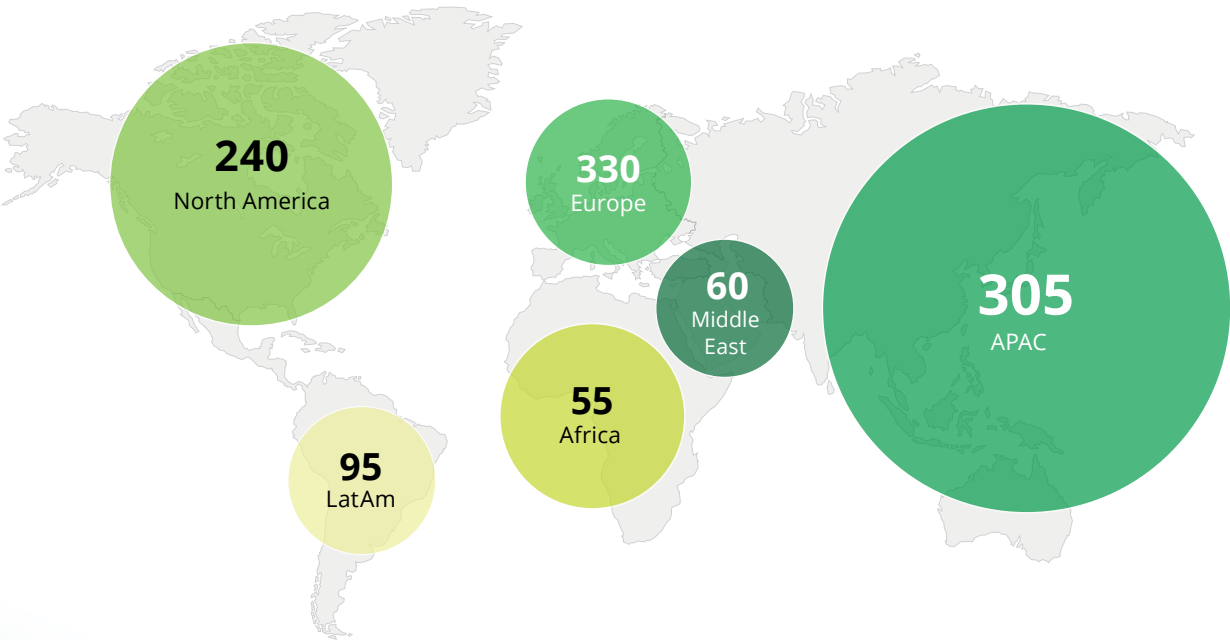 240
North America
330
Europe
60
Middle
East
305
APAC
55
Africa
95
LatAm